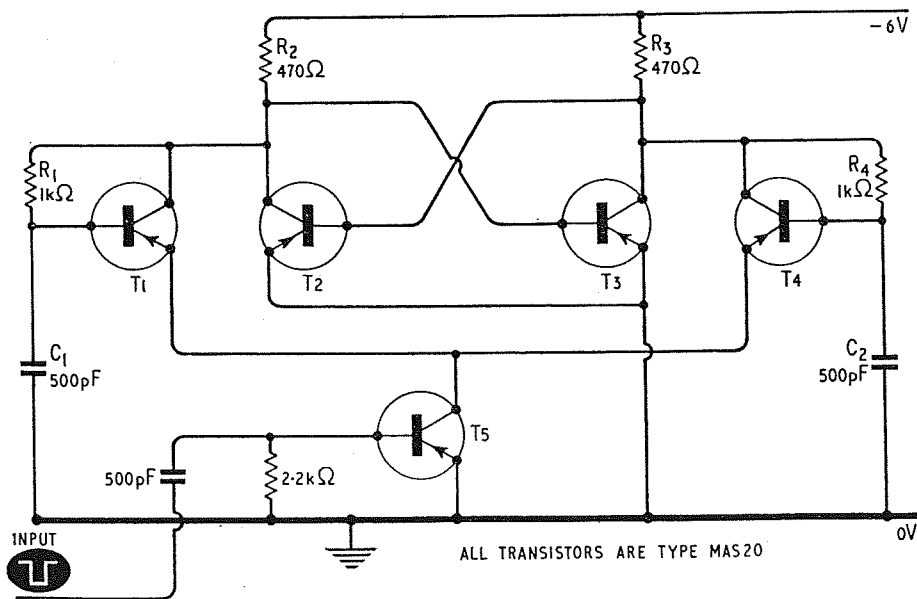 −6V
R2
470Ω
R3
470Ω
R1
1kΩ
R4
1kΩ
T1
T2
T3
T4
C1
500pF
C2
500pF
T5
500pF
2·2kΩ
0V
INPUT
ALL TRANSISTORS ARE TYPE MAS20